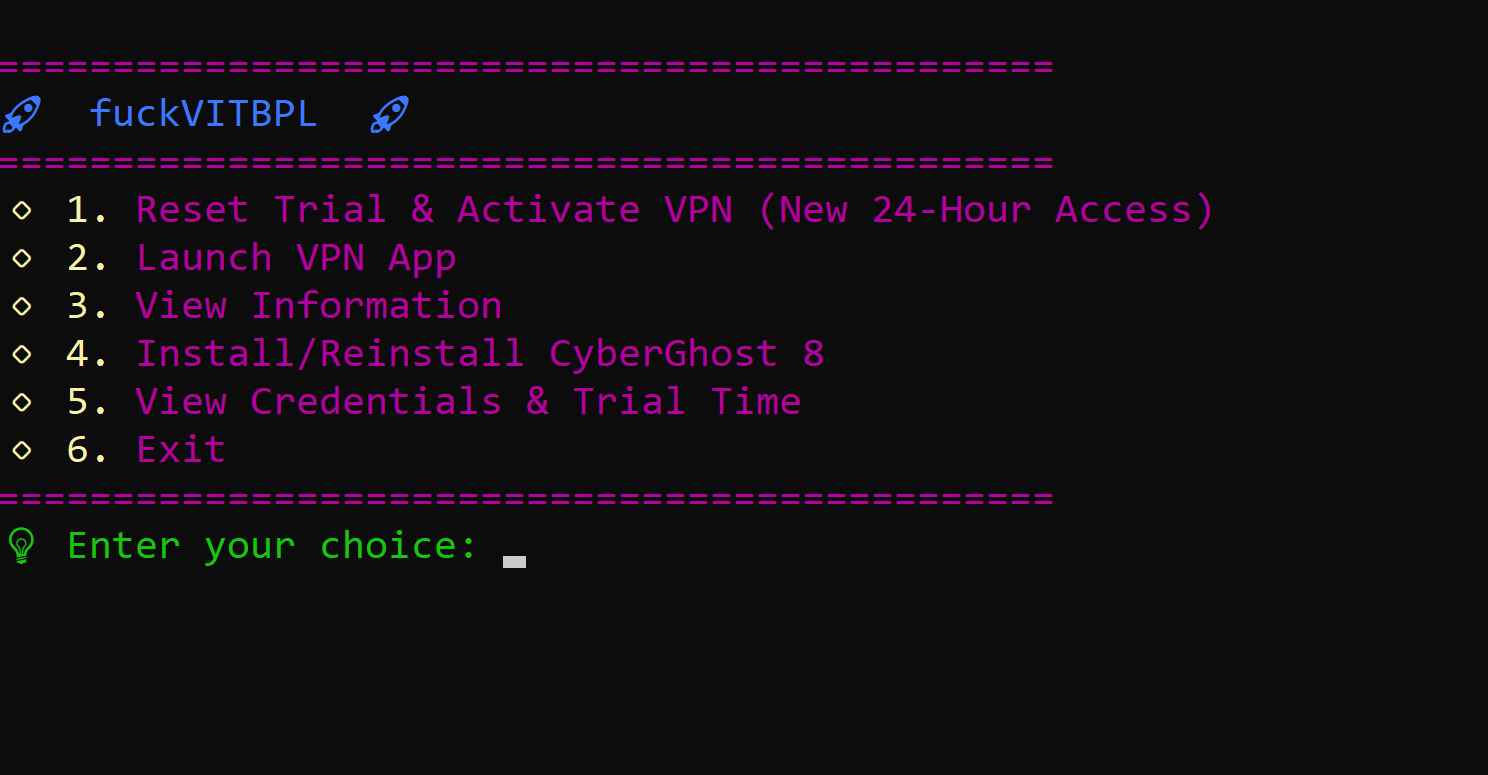 ==============================================
🚀 fuckVITBPL 🚀
==============================================
◇ 1. Reset Trial & Activate VPN (New 24-Hour Access)
◇ 2. Launch VPN App
◇ 3. View Information
◇ 4. Install/Reinstall CyberGhost 8
◇ 5. View Credentials & Trial Time
◇ 6. Exit
==============================================
💡 Enter your choice: